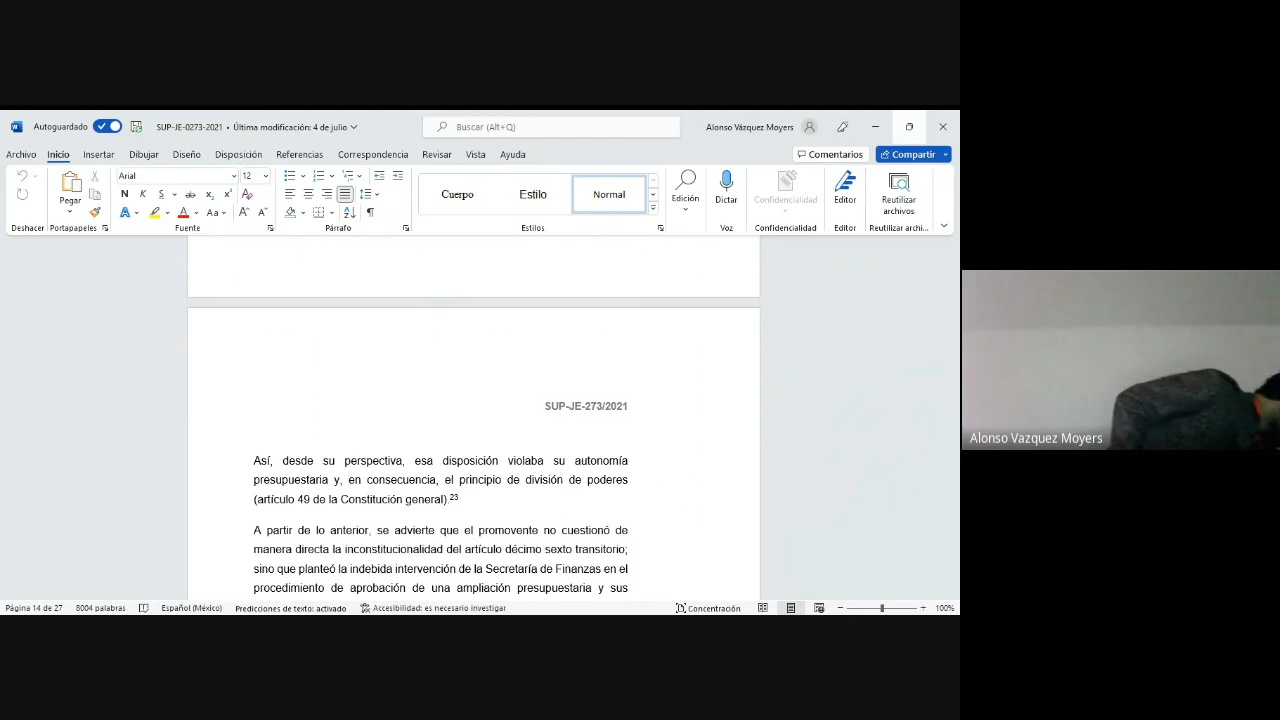 Autoguardado
SUP-JE-0273-2021 • Última modificación: 4 de julio
Buscar (Alt+Q)
Alonso Vázquez Moyers
Archivo Inicio Insertar Dibujar Diseño Disposición Referencias Correspondencia Revisar Vista Ayuda
Comentarios
Compartir
Pegar
Arial 12
N K S ab x₂ x²
A A Aa A A
Cuerpo Estilo Normal
Edición
Dictar
Confidencialidad
Editor
Reutilizar
archivos
Deshacer Portapapeles Fuente Párrafo Estilos Voz Confidencialidad Editor Reutilizar archi...
SUP-JE-273/2021
Así, desde su perspectiva, esa disposición violaba su autonomía
presupuestaria y, en consecuencia, el principio de división de poderes
(artículo 49 de la Constitución general).23
A partir de lo anterior, se advierte que el promovente no cuestionó de
manera directa la inconstitucionalidad del artículo décimo sexto transitorio;
sino que planteó la indebida intervención de la Secretaría de Finanzas en el
procedimiento de aprobación de una ampliación presupuestaria y sus
Página 14 de 27 8004 palabras Español (México) Predicciones de texto: activado Accesibilidad: es necesario investigar Concentración 100%
Alonso Vazquez Moyers